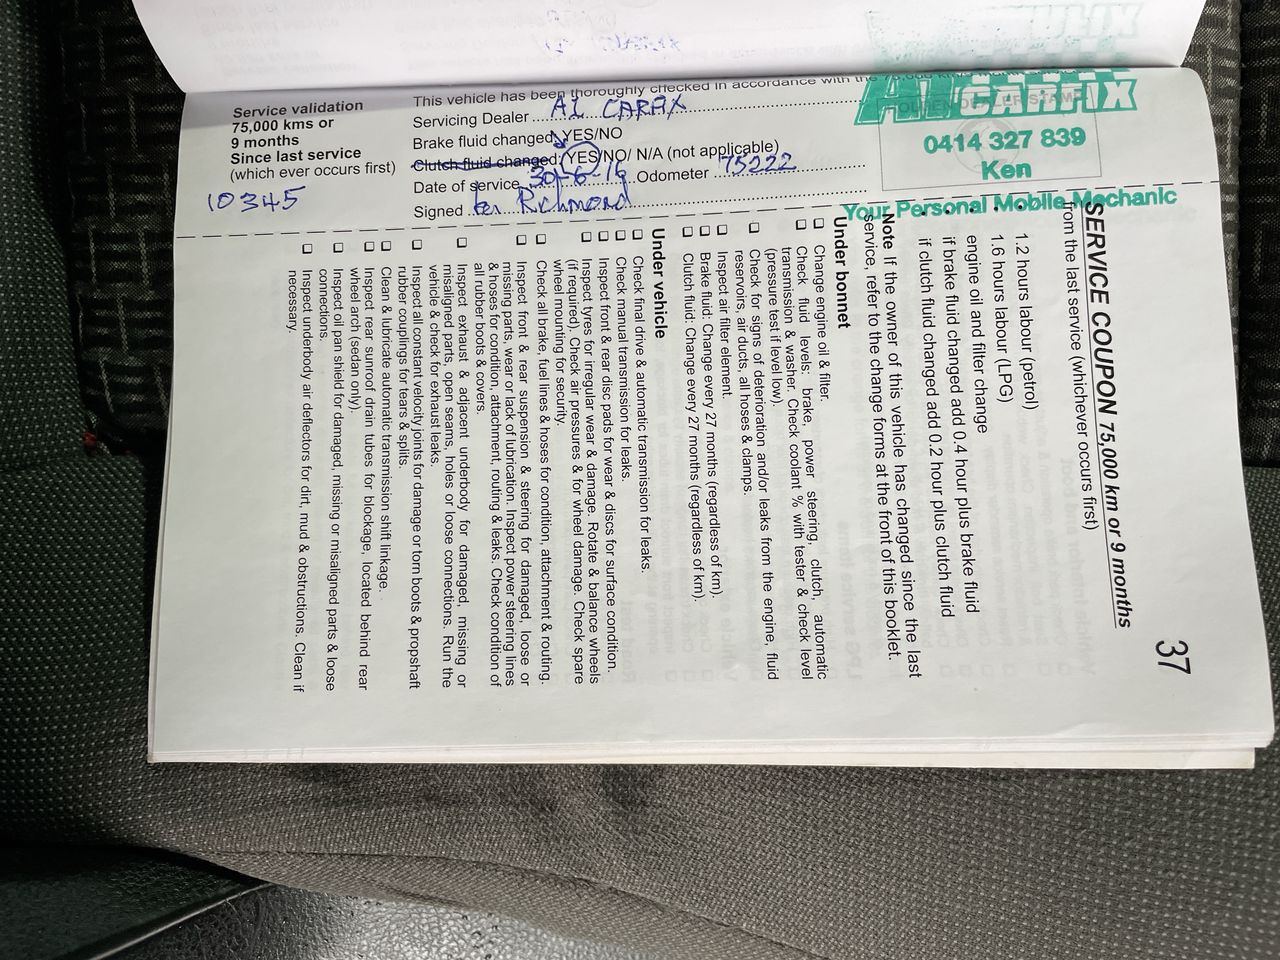 Service validation
75,000 kms or
9 months
Since last service
(which ever occurs first)
10345
This vehicle has been thoroughly checked in accordance with the
Servicing Dealer A1 CARFIX
Brake fluid changed YES/NO
Clutch fluid changed: YES/NO/ N/A (not applicable)
Date of service 30-6-16 Odometer 75222
Signed Ken Richmond
A1 CARFIX
0414 327 839
Ken
Your Personal Mobile Mechanic
37
SERVICE COUPON 75,000 km or 9 months
from the last service (whichever occurs first)
• 1.2 hours labour (petrol)
• 1.6 hours labour (LPG)
• engine oil and filter change
• if brake fluid changed add 0.4 hour plus brake fluid
• if clutch fluid changed add 0.2 hour plus clutch fluid
Note If the owner of this vehicle has changed since the last
service, refer to the change forms at the front of this booklet.
Under bonnet
❑ Change engine oil & filter.
❑ Check fluid levels: brake, power steering, clutch, automatic
transmission & washer. Check coolant % with tester & check level
(pressure test if level low).
❑ Check for signs of deterioration and/or leaks from the engine, fluid
reservoirs, air ducts, all hoses & clamps.
❑ Inspect air filter element.
❑ Brake fluid: Change every 27 months (regardless of km).
❑ Clutch fluid: Change every 27 months (regardless of km).
Under vehicle
❑ Check final drive & automatic transmission for leaks.
❑ Check manual transmission for leaks.
❑ Inspect front & rear disc pads for wear & discs for surface condition.
❑ Inspect tyres for irregular wear & damage. Rotate & balance wheels
(if required). Check air pressures & for wheel damage. Check spare
wheel mounting for security.
❑ Check all brake, fuel lines & hoses for condition, attachment & routing.
❑ Inspect front & rear suspension & steering for damaged, loose or
missing parts, wear or lack of lubrication. Inspect power steering lines
& hoses for condition, attachment, routing & leaks. Check condition of
all rubber boots & covers.
❑ Inspect exhaust & adjacent underbody for damaged, missing or
misaligned parts, open seams, holes or loose connections. Run the
vehicle & check for exhaust leaks.
❑ Inspect all constant velocity joints for damage or torn boots & propshaft
rubber couplings for tears & splits.
❑ Clean & lubricate automatic transmission shift linkage.
❑ Inspect rear sunroof drain tubes for blockage, located behind rear
wheel arch (sedan only).
❑ Inspect oil pan shield for damaged, missing or misaligned parts & loose
connections.
❑ Inspect underbody air deflectors for dirt, mud & obstructions. Clean if
necessary.